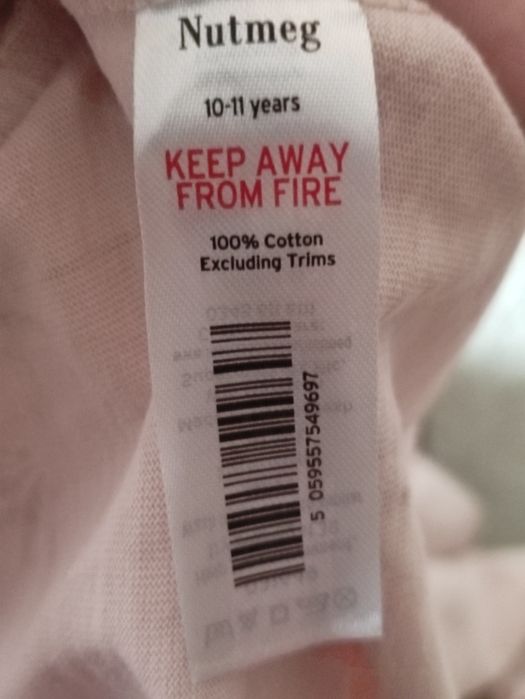 Nutmeg
10-11 years
KEEP AWAY
FROM FIRE
100% Cotton
Excluding Trims
5 059557549697